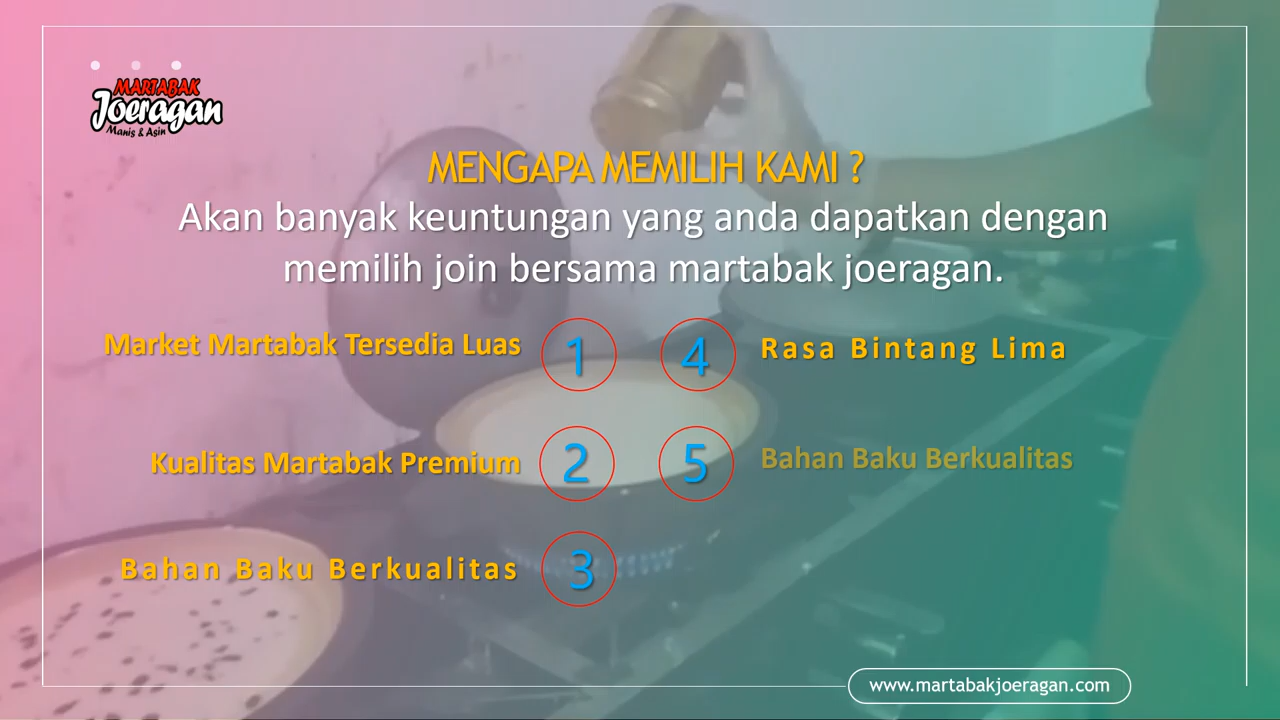 MARTABAK
Joeragan
Manis & Asin
MENGAPA MEMILIH KAMI ?
Akan banyak keuntungan yang anda dapatkan dengan
memilih join bersama martabak joeragan.
Market Martabak Tersedia Luas 1
Kualitas Martabak Premium 2
Bahan Baku Berkualitas 3
4 Rasa Bintang Lima
5 Bahan Baku Berkualitas
www.martabakjoeragan.com